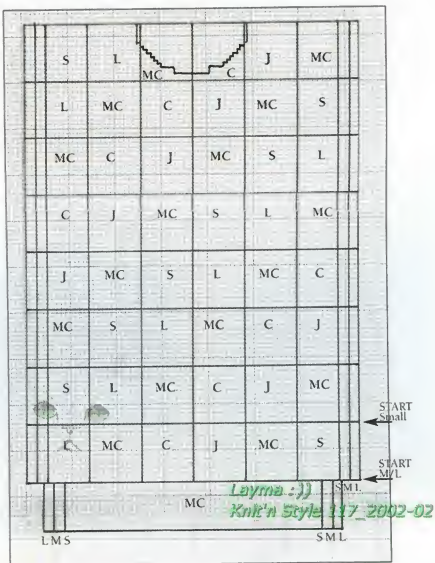 S L MC C J MC
L MC C J MC S
MC C J MC S L
C J MC S L MC
J MC S L MC C
MC S L MC C J
S L MC C J MC
START
Small
L MC C J MC S
START
M/L
S M L
MC
Layma :))
Knit'n Style 117_2002-02
L M S S M L